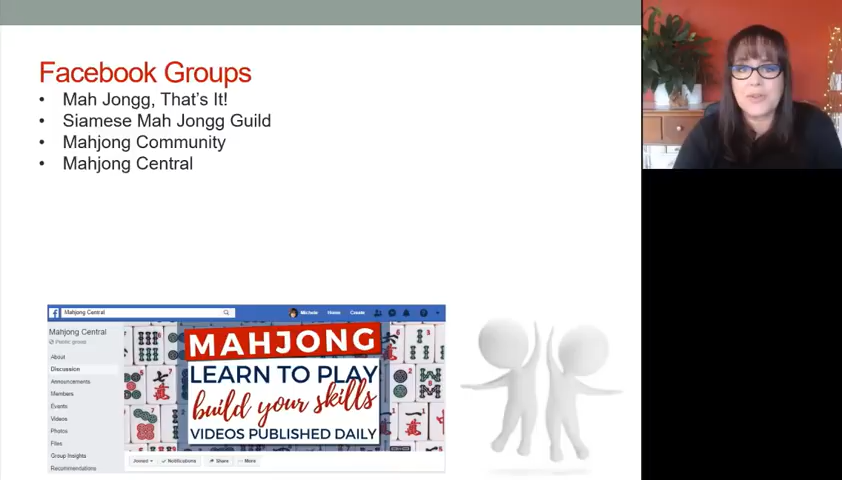 Facebook Groups
• Mah Jongg, That's It!
• Siamese Mah Jongg Guild
• Mahjong Community
• Mahjong Central
Mahjong Central
Michele Home Create
Mahjong Central
Public group
About
Discussion
Announcements
Members
Events
Videos
Photos
Files
Group Insights
Recommendations
MAHJONG
LEARN TO PLAY
build your skills
VIDEOS PUBLISHED DAILY
Joined Notifications Share More